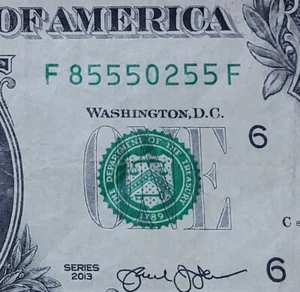 OF AMERICA
F 85550255 F
WASHINGTON, D.C.
6
ONE
THE DEPARTMENT OF THE TREASURY
1789
C
SERIES
2013
6